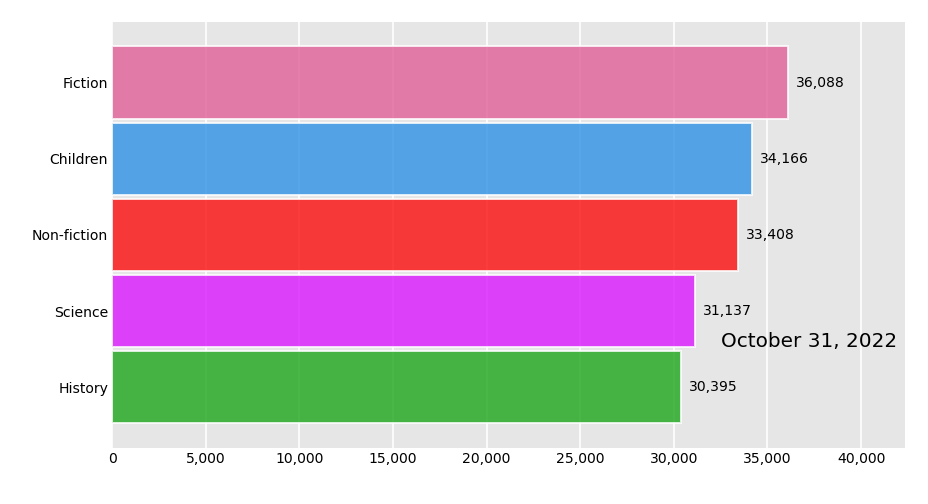 Fiction 36,088
Children 34,166
Non-fiction 33,408
Science 31,137
October 31, 2022
History 30,395
0 5,000 10,000 15,000 20,000 25,000 30,000 35,000 40,000